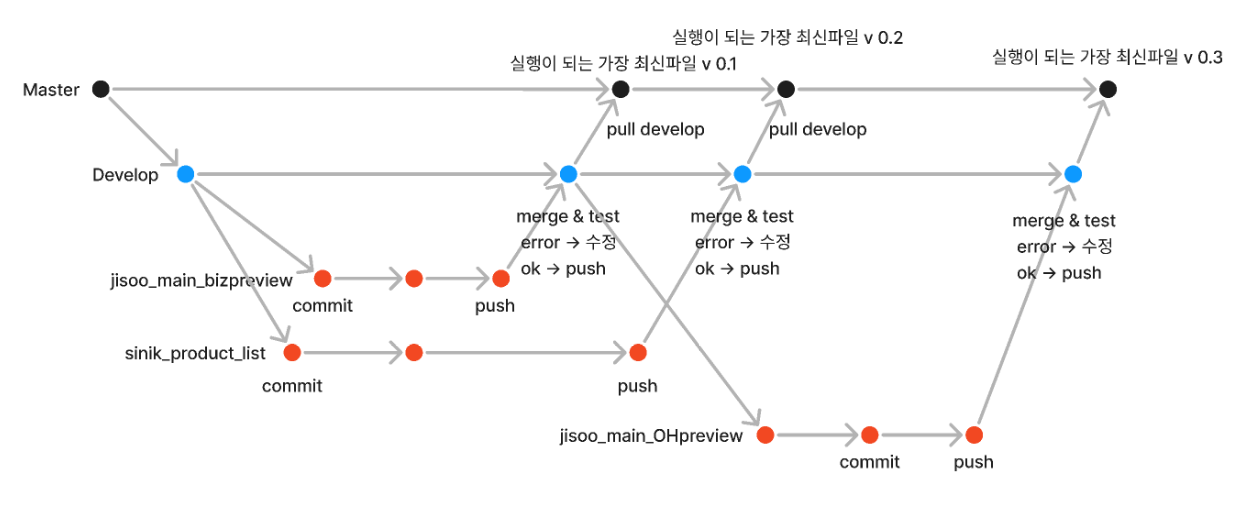 실행이 되는 가장 최신파일 v 0.1
실행이 되는 가장 최신파일 v 0.2
실행이 되는 가장 최신파일 v 0.3
Master
pull develop
pull develop
Develop
merge & test
error → 수정
ok → push
merge & test
error → 수정
ok → push
merge & test
error → 수정
ok → push
jisoo_main_bizpreview
commit
push
sinik_product_list
commit
push
jisoo_main_OHpreview
commit
push